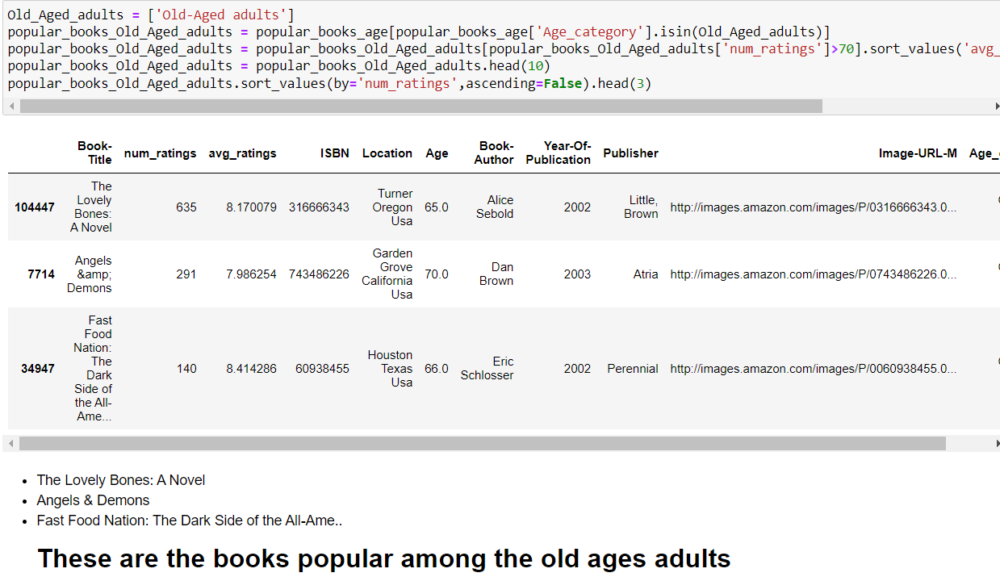 Old_Aged_adults = ['Old-Aged adults']
popular_books_Old_Aged_adults = popular_books_age[popular_books_age['Age_category'].isin(Old_Aged_adults)]
popular_books_Old_Aged_adults = popular_books_Old_Aged_adults[popular_books_Old_Aged_adults['num_ratings']>70].sort_values('avg_
popular_books_Old_Aged_adults = popular_books_Old_Aged_adults.head(10)
popular_books_Old_Aged_adults.sort_values(by='num_ratings',ascending=False).head(3)
Book-Title num_ratings avg_ratings ISBN Location Age Book-Author Year-Of-Publication Publisher Image-URL-M Age_
104447 The Lovely Bones: A Novel 635 8.170079 316666343 Turner Oregon Usa 65.0 Alice Sebold 2002 Little, Brown http://images.amazon.com/images/P/0316666343.0...
7714 Angels &amp; Demons 291 7.986254 743486226 Garden Grove California Usa 70.0 Dan Brown 2003 Atria http://images.amazon.com/images/P/0743486226.0...
34947 Fast Food Nation: The Dark Side of the All-Ame... 140 8.414286 60938455 Houston Texas Usa 66.0 Eric Schlosser 2002 Perennial http://images.amazon.com/images/P/0060938455.0...
• The Lovely Bones: A Novel
• Angels & Demons
• Fast Food Nation: The Dark Side of the All-Ame..
These are the books popular among the old ages adults